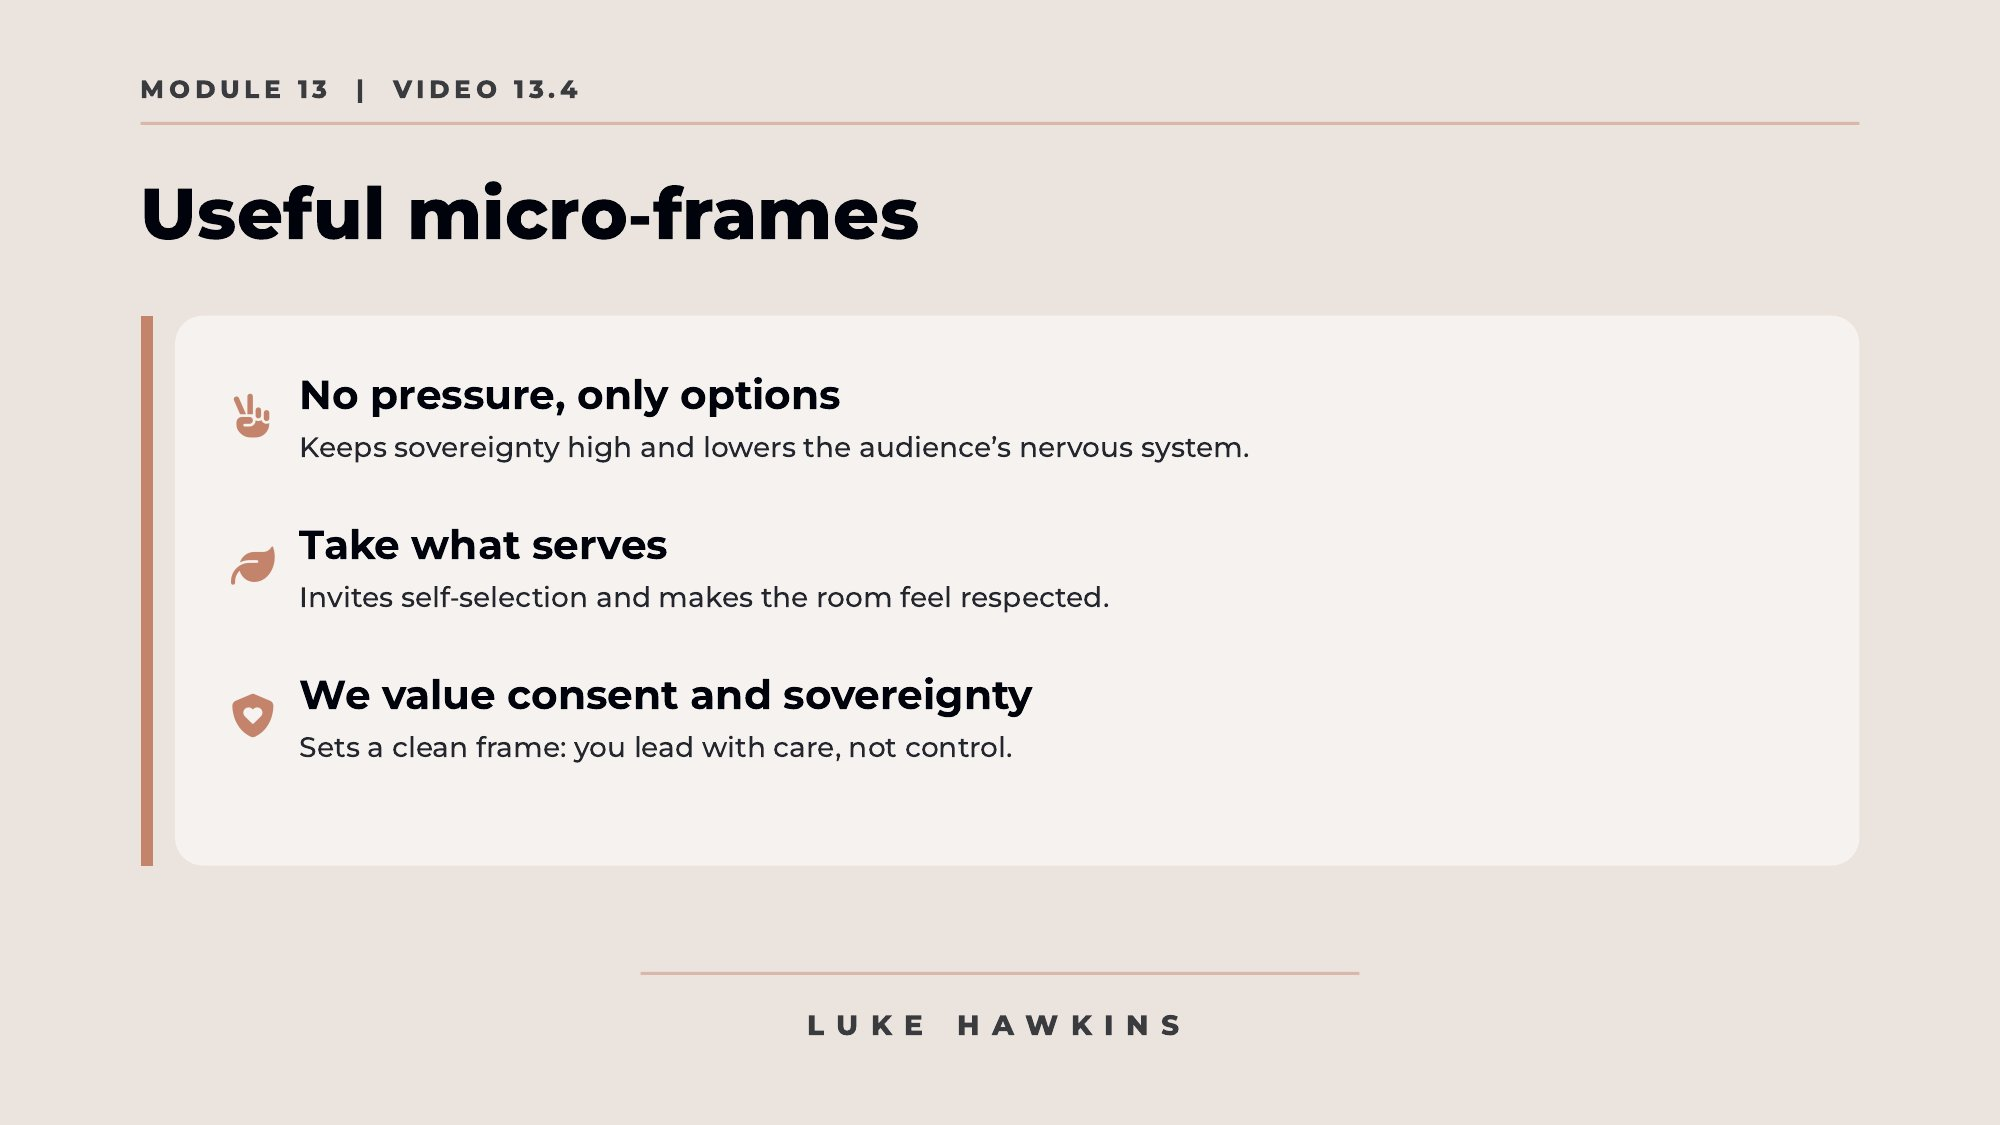 MODULE 13 | VIDEO 13.4
Useful micro-frames
No pressure, only options
Keeps sovereignty high and lowers the audience’s nervous system.
Take what serves
Invites self-selection and makes the room feel respected.
We value consent and sovereignty
Sets a clean frame: you lead with care, not control.
LUKE HAWKINS